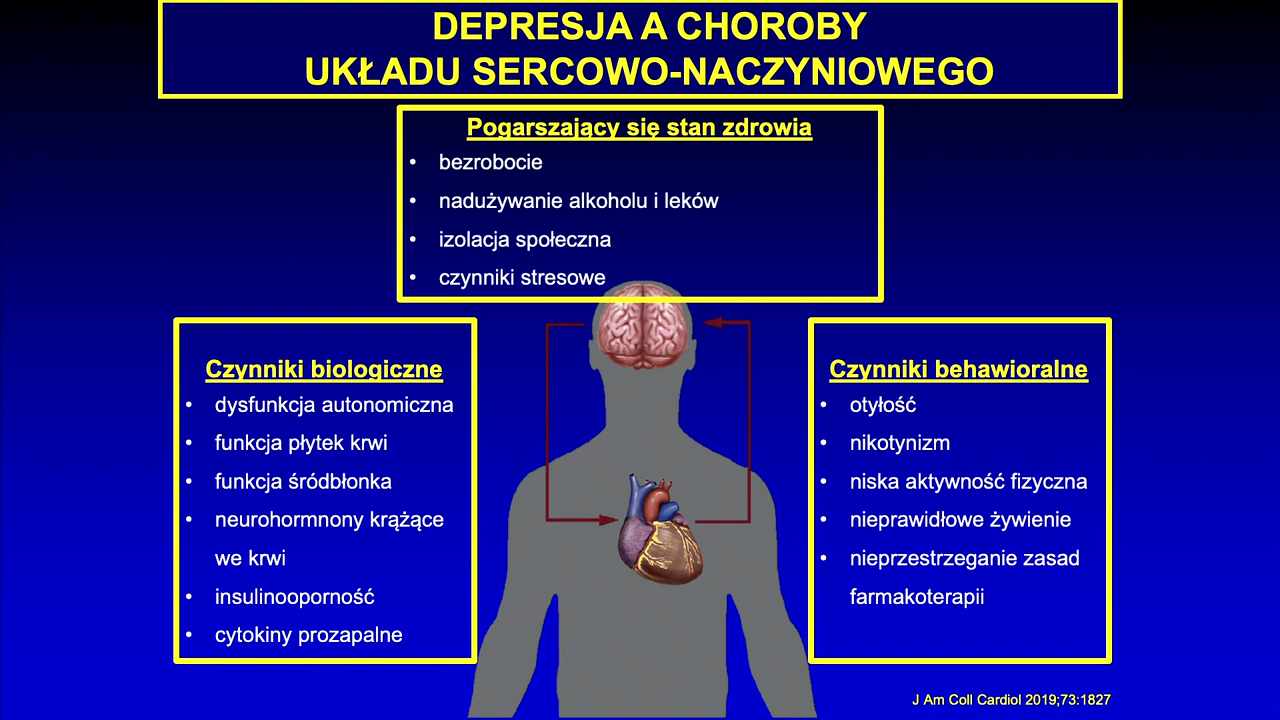 DEPRESJA A CHOROBY
UKŁADU SERCOWO-NACZYNIOWEGO
Pogarszający się stan zdrowia
• bezrobocie
• nadużywanie alkoholu i leków
• izolacja społeczna
• czynniki stresowe
Czynniki biologiczne
• dysfunkcja autonomiczna
• funkcja płytek krwi
• funkcja śródbłonka
• neurohormnony krążące
we krwi
• insulinooporność
• cytokiny prozapalne
Czynniki behawioralne
• otyłość
• nikotynizm
• niska aktywność fizyczna
• nieprawidłowe żywienie
• nieprzestrzeganie zasad
farmakoterapii
J Am Coll Cardiol 2019;73:1827